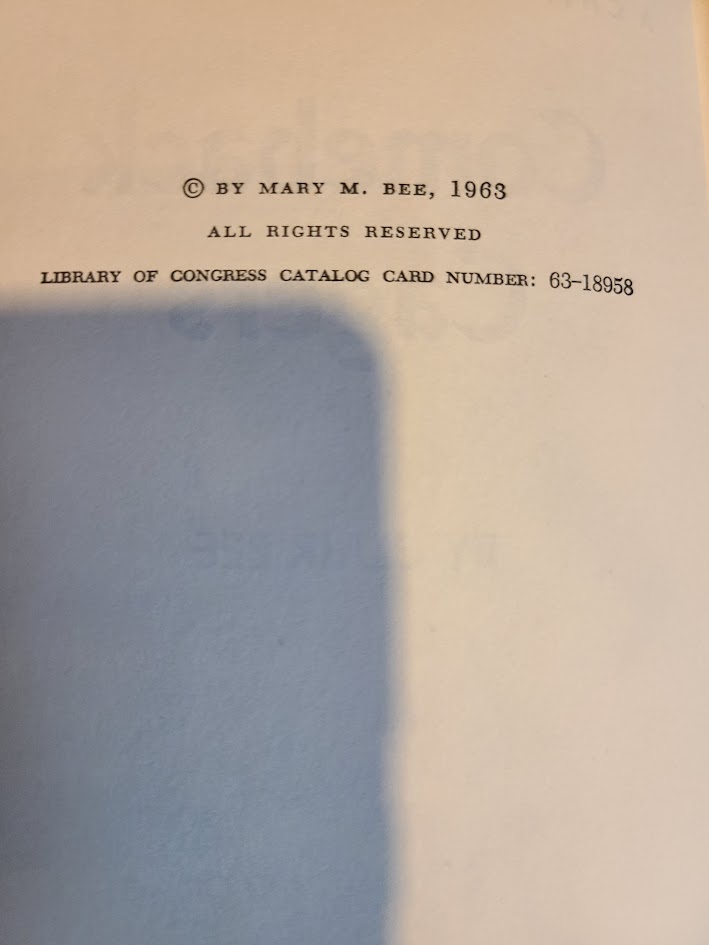 © BY MARY M. BEE, 1963
ALL RIGHTS RESERVED
LIBRARY OF CONGRESS CATALOG CARD NUMBER: 63-18958